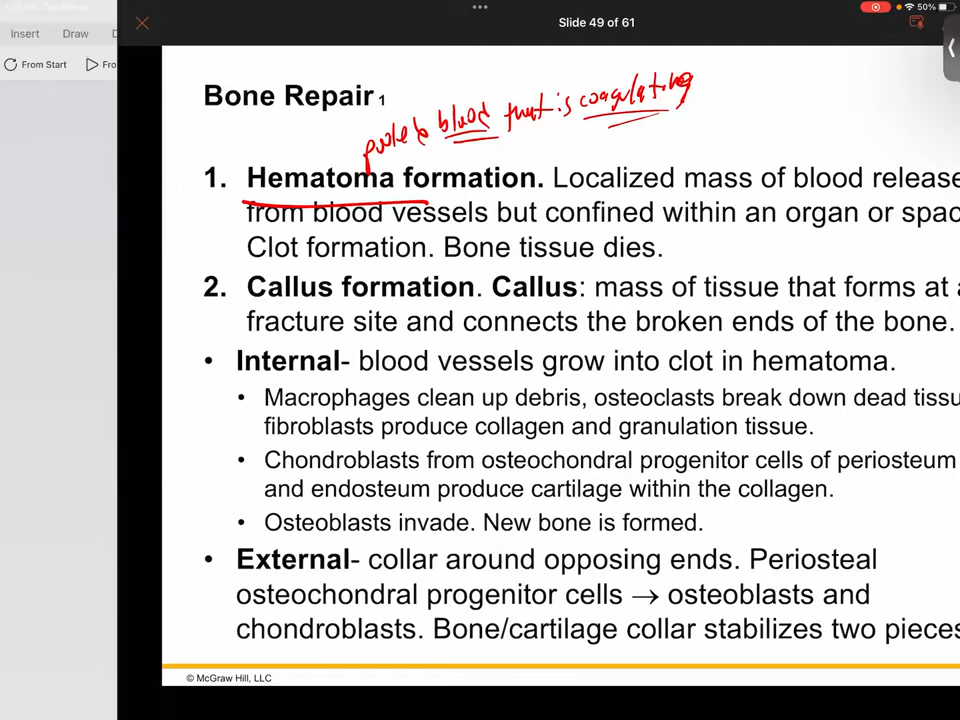 Insert Draw
From Start Fro
Slide 49 of 61
50%
Bone Repair 1
blood that is coagulating
1. Hematoma formation. Localized mass of blood release
from blood vessels but confined within an organ or spac
Clot formation. Bone tissue dies.
2. Callus formation. Callus: mass of tissue that forms at a
fracture site and connects the broken ends of the bone.
• Internal- blood vessels grow into clot in hematoma.
• Macrophages clean up debris, osteoclasts break down dead tissu
fibroblasts produce collagen and granulation tissue.
• Chondroblasts from osteochondral progenitor cells of periosteum
and endosteum produce cartilage within the collagen.
• Osteoblasts invade. New bone is formed.
• External- collar around opposing ends. Periosteal
osteochondral progenitor cells → osteoblasts and
chondroblasts. Bone/cartilage collar stabilizes two pieces
© McGraw Hill, LLC